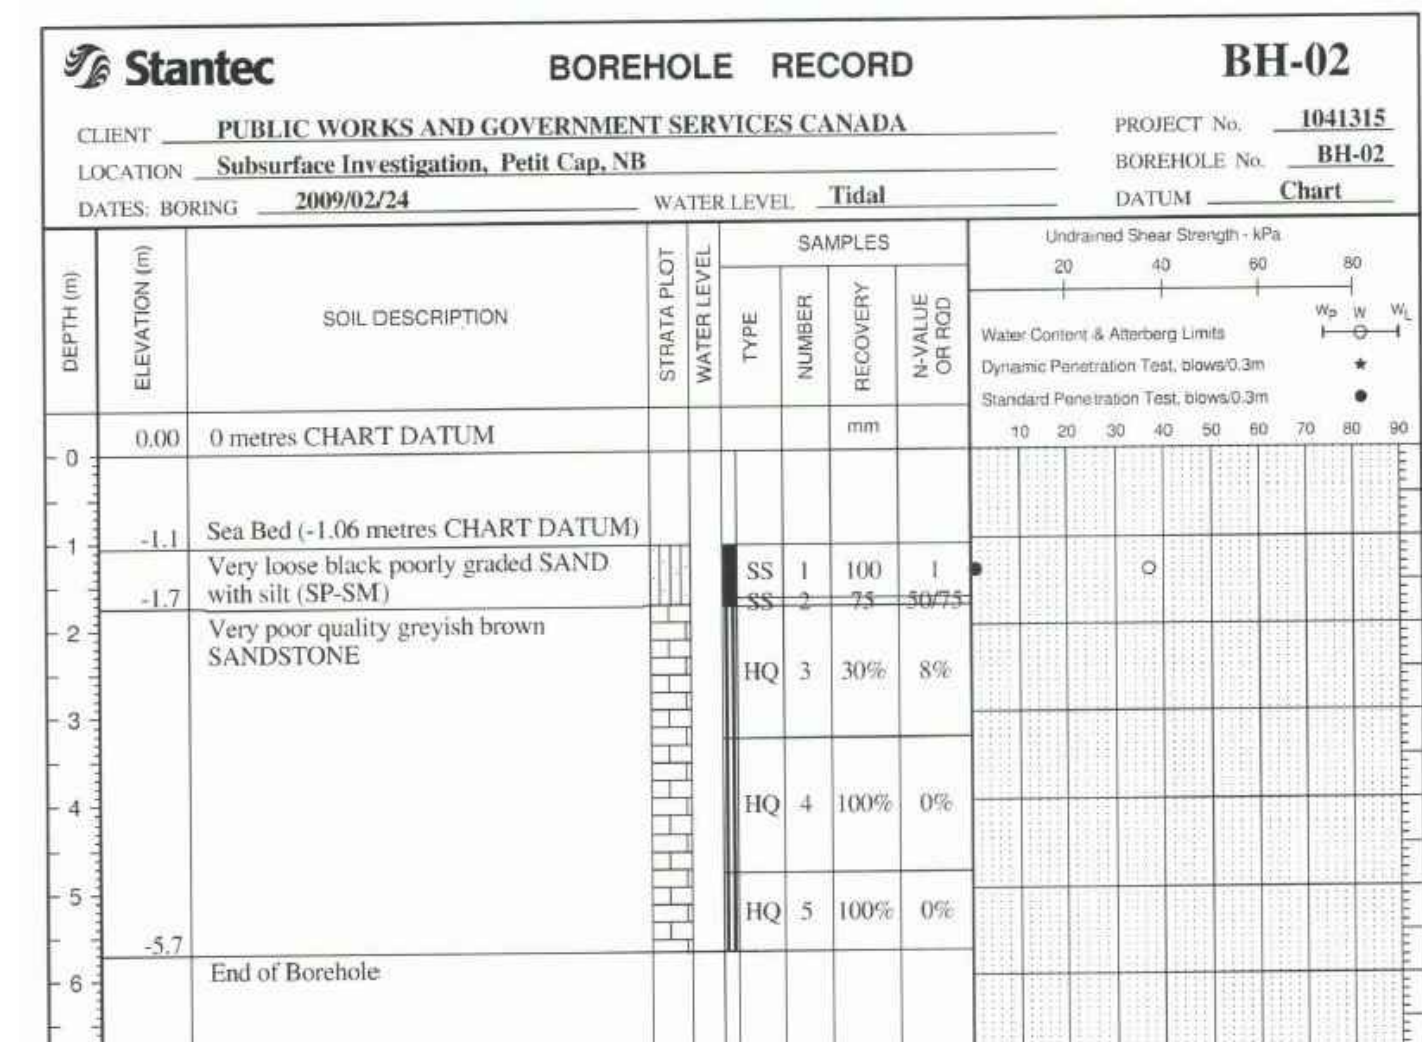 Stantec
BOREHOLE RECORD
BH-02
CLIENT PUBLIC WORKS AND GOVERNMENT SERVICES CANADA
PROJECT No. 1041315
LOCATION Subsurface Investigation, Petit Cap, NB
BOREHOLE No. BH-02
DATES: BORING 2009/02/24
WATER LEVEL Tidal
DATUM Chart
DEPTH (m)
ELEVATION (m)
SOIL DESCRIPTION
STRATA PLOT
WATER LEVEL
SAMPLES
TYPE
NUMBER
RECOVERY
N-VALUE
OR RQD
Undrained Shear Strength - kPa
20 40 60 80
Wp W WL
Water Content & Atterberg Limits
Dynamic Penetration Test, blows/0.3m
Standard Penetration Test, blows/0.3m
mm
10 20 30 40 50 60 70 80 90
0.00 0 metres CHART DATUM
0
-1.1 Sea Bed (-1.06 metres CHART DATUM)
1
Very loose black poorly graded SAND
SS 1 100 1
-1.7 with silt (SP-SM)
SS 2 75 50/75
2
Very poor quality greyish brown
SANDSTONE
HQ 3 30% 8%
3
4
HQ 4 100% 0%
5
HQ 5 100% 0%
-5.7
End of Borehole
6